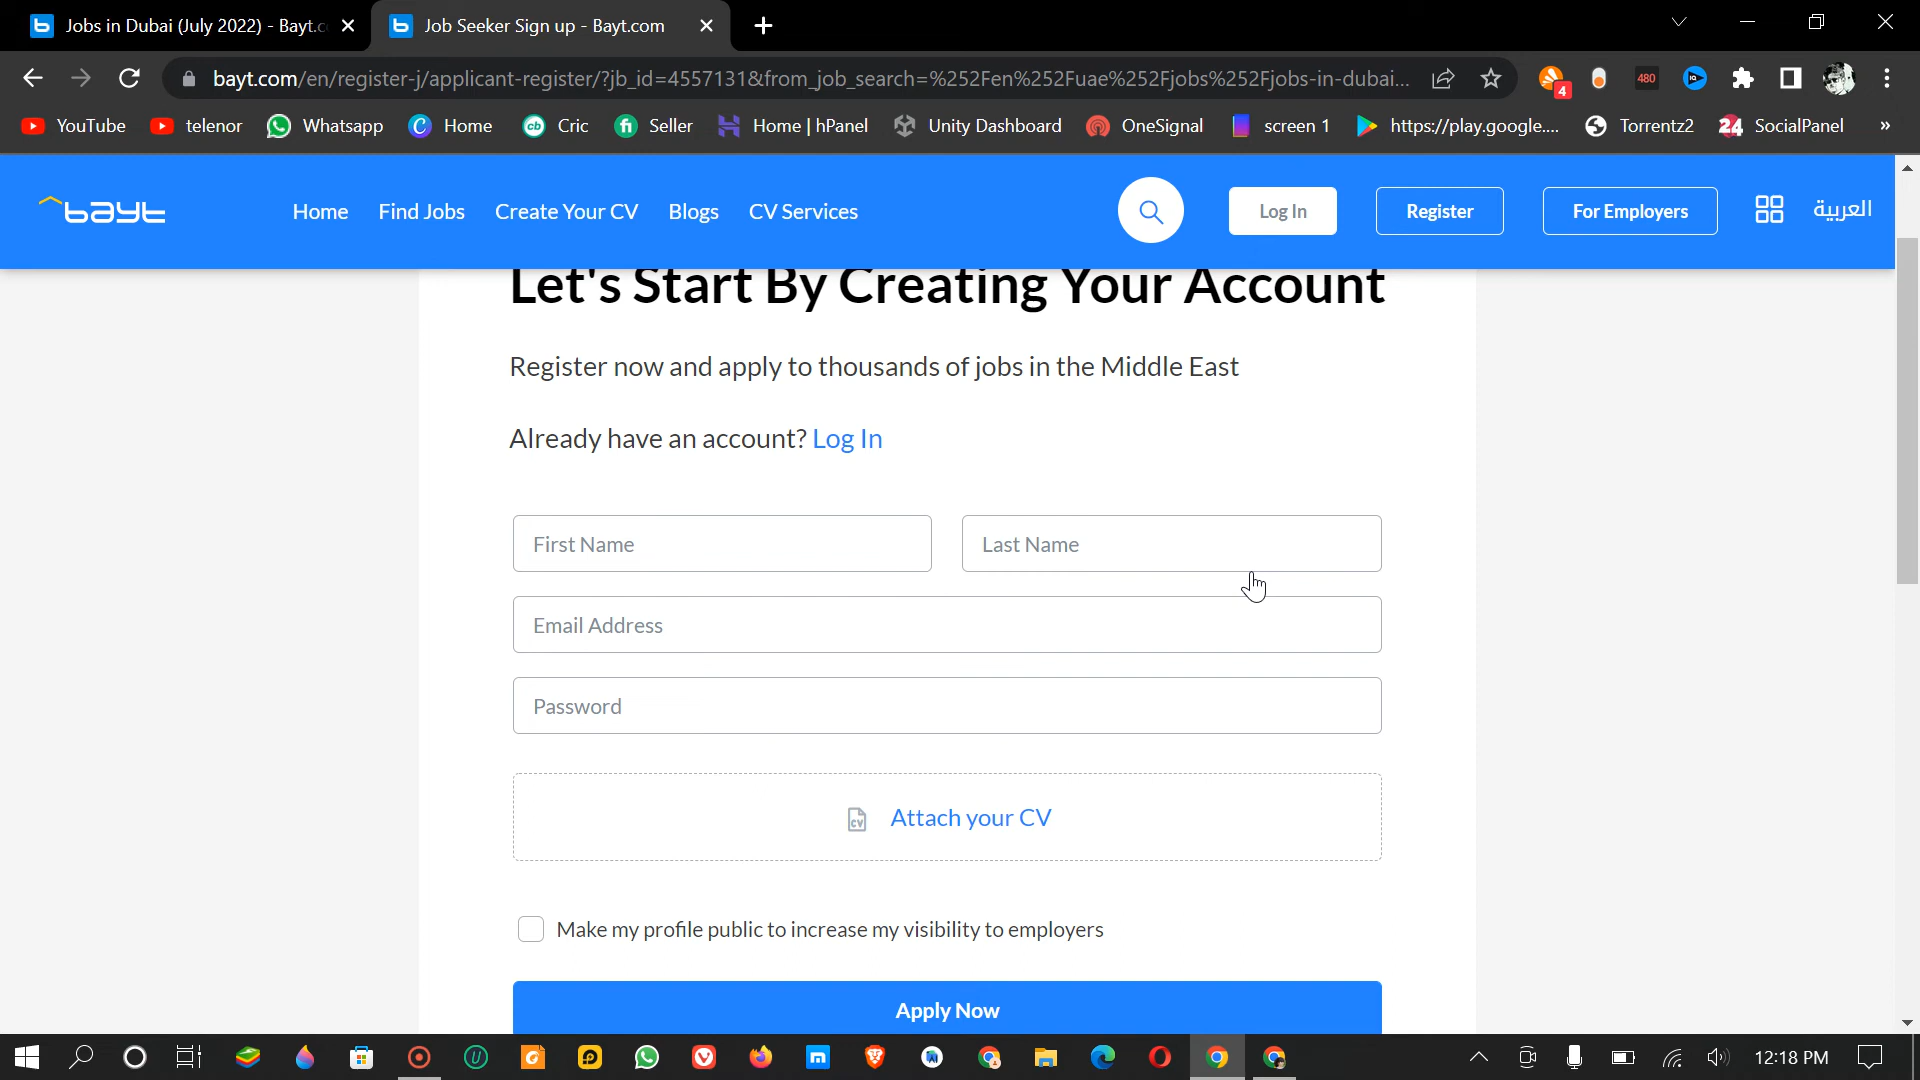 Jobs in Dubai (July 2022) - Bayt.c
Job Seeker Sign up - Bayt.com
bayt.com/en/register-j/applicant-register/?jb_id=4557131&from_job_search=%252Fen%252Fuae%252Fjobs%252Fjobs-in-dubai...
4
480
YouTube
telenor
Whatsapp
Home
Cric
Seller
Home | hPanel
Unity Dashboard
OneSignal
screen 1
https://play.google....
Torrentz2
24
SocialPanel
»
bayt
Home
Find Jobs
Create Your CV
Blogs
CV Services
Log In
Register
For Employers
العربية
Let's Start By Creating Your Account
Register now and apply to thousands of jobs in the Middle East
Already have an account? Log In
First Name
Last Name
Email Address
Password
CV
Attach your CV
Make my profile public to increase my visibility to employers
Apply Now
12:18 PM